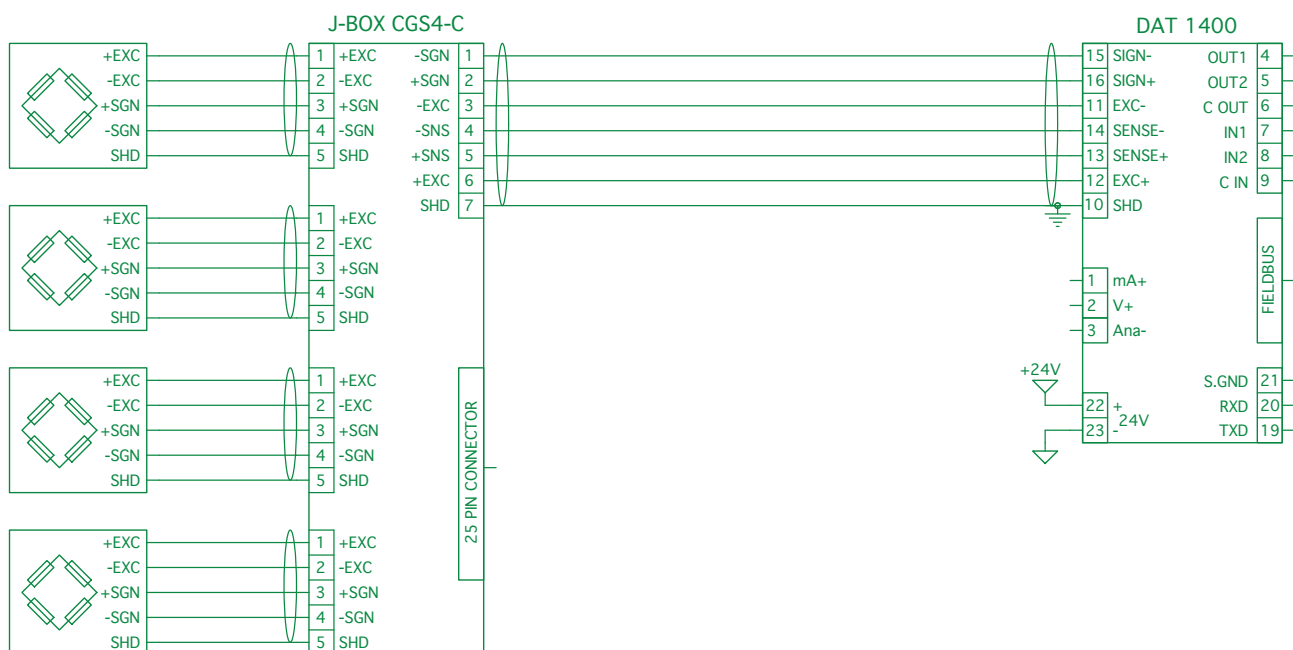 J-BOX CGS4-C
DAT 1400
+EXC 1 +EXC -SGN 1 15 SIGN- OUT1 4
-EXC 2 -EXC +SGN 2 16 SIGN+ OUT2 5
+SGN 3 +SGN -EXC 3 11 EXC- C OUT 6
-SGN 4 -SGN -SNS 4 14 SENSE- IN1 7
SHD 5 SHD +SNS 5 13 SENSE+ IN2 8
+EXC 6 12 EXC+ C IN 9
SHD 7 10 SHD
+EXC 1 +EXC
-EXC 2 -EXC
+SGN 3 +SGN
-SGN 4 -SGN
SHD 5 SHD
1 mA+
2 V+
3 Ana-
FIELDBUS
+24V
+EXC 1 +EXC S.GND 21
-EXC 2 -EXC 22 + RXD 20
24V
+SGN 3 +SGN 23 - TXD 19
-SGN 4 -SGN
SHD 5 SHD
25 PIN CONNECTOR
+EXC 1 +EXC
-EXC 2 -EXC
+SGN 3 +SGN
-SGN 4 -SGN
SHD 5 SHD